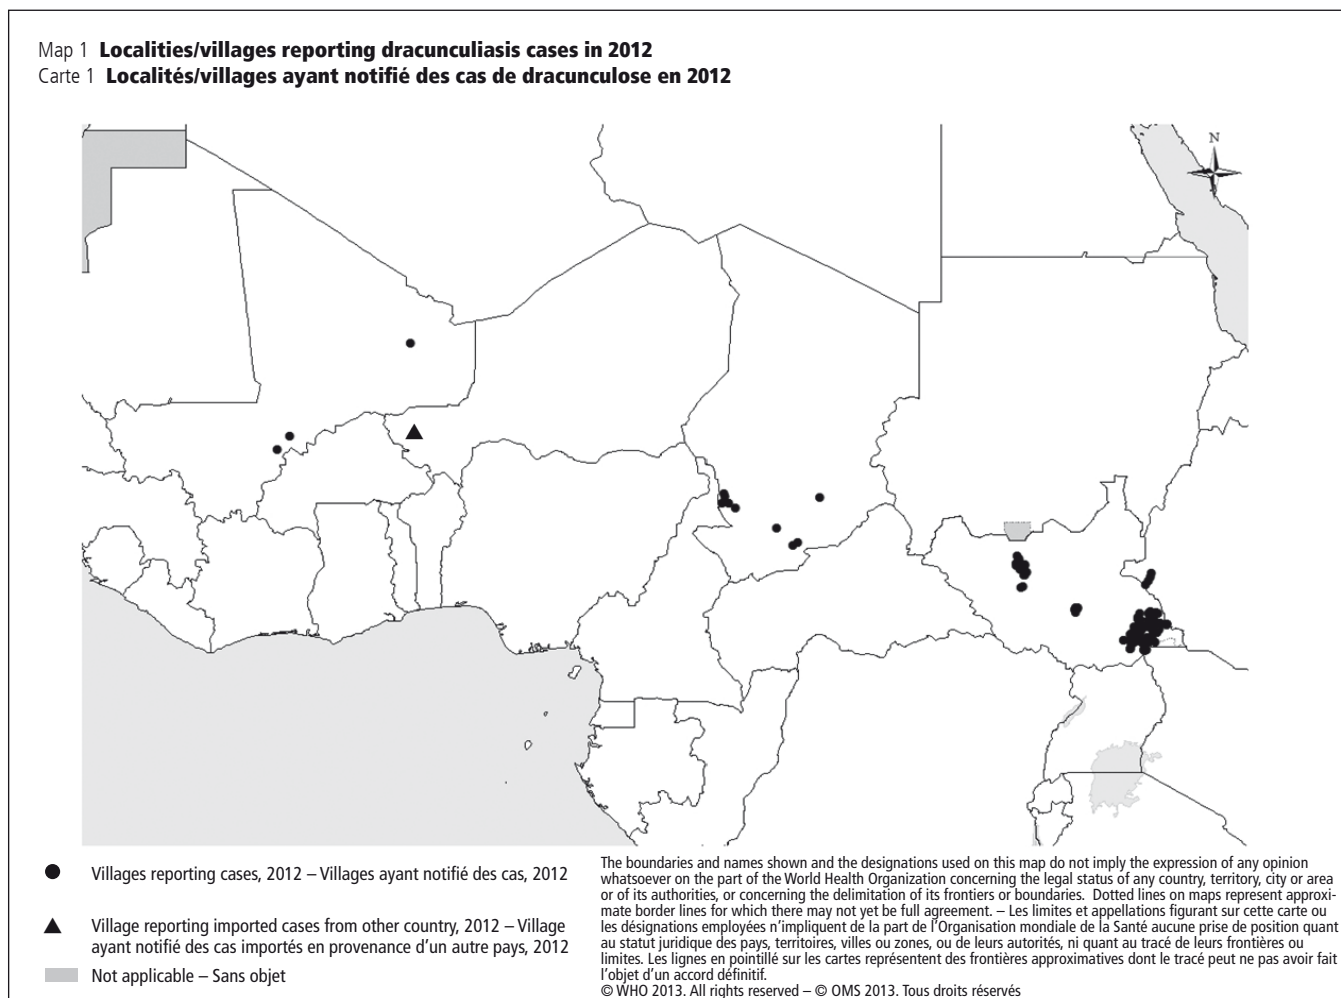 Map 1 Localities/villages reporting dracunculiasis cases in 2012
Carte 1 Localités/villages ayant notifié des cas de dracunculose en 2012
N
Villages reporting cases, 2012 – Villages ayant notifié des cas, 2012
Village reporting imported cases from other country, 2012 – Village
ayant notifié des cas importés en provenance d'un autre pays, 2012
Not applicable – Sans objet
The boundaries and names shown and the designations used on this map do not imply the expression of any opinion
whatsoever on the part of the World Health Organization concerning the legal status of any country, territory, city or area
or of its authorities, or concerning the delimitation of its frontiers or boundaries. Dotted lines on maps represent approxi-
mate border lines for which there may not yet be full agreement. – Les limites et appellations figurant sur cette carte ou
les désignations employées n'impliquent de la part de l'Organisation mondiale de la Santé aucune prise de position quant
au statut juridique des pays, territoires, villes ou zones, ou de leurs autorités, ni quant au tracé de leurs frontières ou
limites. Les lignes en pointillé sur les cartes représentent des frontières approximatives dont le tracé peut ne pas avoir fait
l'objet d'un accord définitif.
© WHO 2013. All rights reserved – © OMS 2013. Tous droits réservés